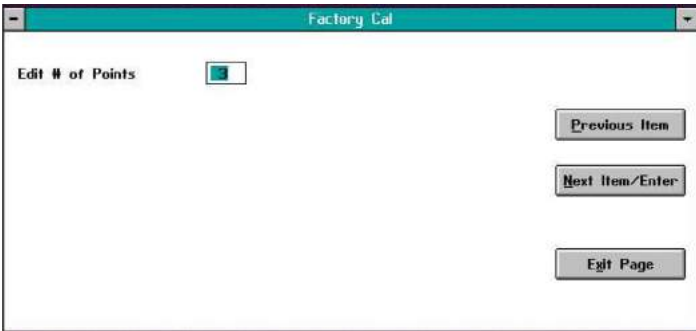 Factory Cal
Edit # of Points 3
Previous Item
Next Item/Enter
Exit Page